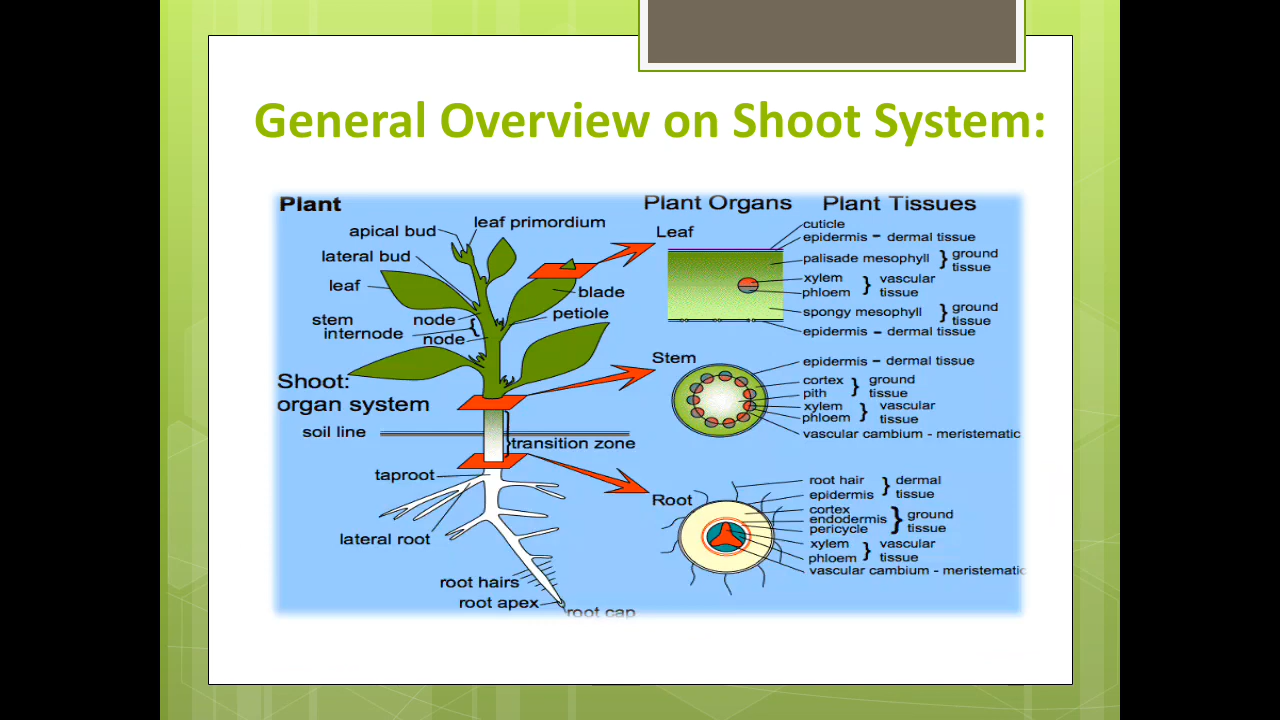 General Overview on Shoot System:
Plant
Plant Organs
Plant Tissues
apical bud
leaf primordium
lateral bud
leaf
blade
petiole
stem
node
internode
node
Shoot:
organ system
soil line
transition zone
taproot
lateral root
root hairs
root apex
root cap
Leaf
cuticle
epidermis - dermal tissue
palisade mesophyll } ground
tissue
xylem
phloem
} vascular
tissue
spongy mesophyll } ground
tissue
epidermis - dermal tissue
Stem
epidermis - dermal tissue
cortex
pith
} ground
tissue
xylem
phloem
} vascular
tissue
vascular cambium - meristematic
Root
root hair
epidermis
} dermal
tissue
cortex
endodermis
pericycle
} ground
tissue
xylem
phloem
} vascular
tissue
vascular cambium - meristematic